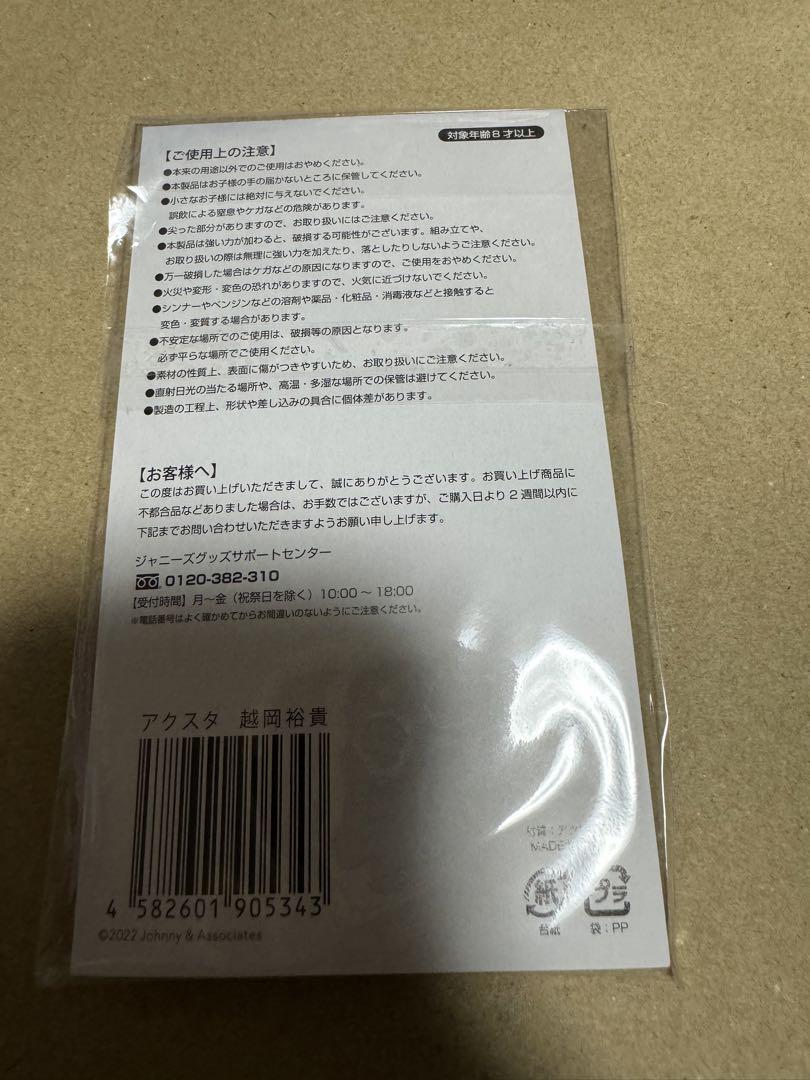 対象年齢8才以上
【ご使用上の注意】
●本来の用途以外でのご使用はおやめください。
●本製品はお子様の手の届かないところに保管してください。
●小さなお子様には絶対に与えないでください。
誤飲による窒息やケガなどの危険があります。
●尖った部分がありますので、お取り扱いにはご注意ください。
●本製品は強い力が加わると、破損する可能性がございます。組み立てや、
お取り扱いの際は無理に強い力を加えたり、落としたりしないようご注意ください。
●万一破損した場合はケガなどの原因になりますので、ご使用をおやめください。
●火災や変形・変色の恐れがありますので、火気に近づけないでください。
●シンナーやベンジンなどの溶剤や薬品・化粧品・消毒液などと接触すると
変色・変質する場合があります。
●不安定な場所でのご使用は、破損等の原因となります。
必ず平らな場所でご使用ください。
●素材の性質上、表面に傷がつきやすいため、お取り扱いにご注意ください。
●直射日光の当たる場所や、高温・多湿な場所での保管は避けてください。
●製造の工程上、形状や差し込みの具合に個体差があります。
【お客様へ】
この度はお買い上げいただきまして、誠にありがとうございます。お買い上げ商品に
不都合品などありました場合は、お手数ではございますが、ご購入日より2週間以内に
下記までお問い合わせいただきますようお願い申し上げます。
ジャニーズグッズサポートセンター
0120-382-310
【受付時間】月〜金（祝祭日を除く）10:00〜18:00
※電話番号はよく確かめてからお間違いのないようにご注意ください。
アクスタ 越岡裕貴
4 582601 905343
©2022 Johnny & Associates
MADE
紙
プラ
台紙
袋：PP